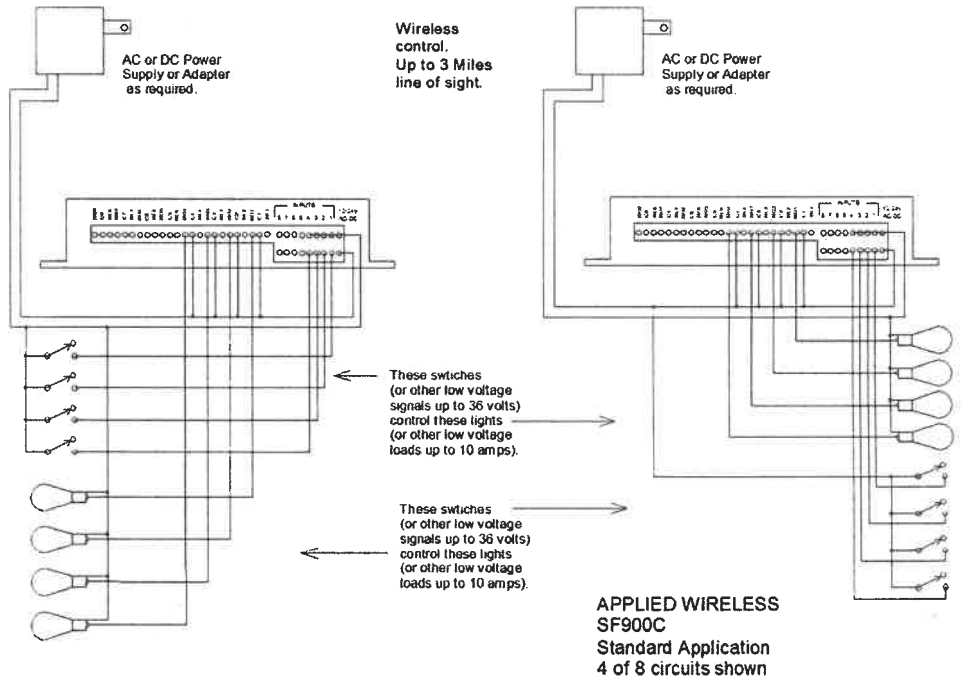 Wireless
control.
Up to 3 Miles
line of sight.
AC or DC Power
Supply or Adapter
as required.
AC or DC Power
Supply or Adapter
as required.
INPUTS
INPUTS
These swtiches
(or other low voltage
signals up to 36 volts)
control these lights
(or other low voltage
loads up to 10 amps).
These swtiches
(or other low voltage
signals up to 36 volts)
control these lights
(or other low voltage
loads up to 10 amps).
APPLIED WIRELESS
SF900C
Standard Application
4 of 8 circuits shown